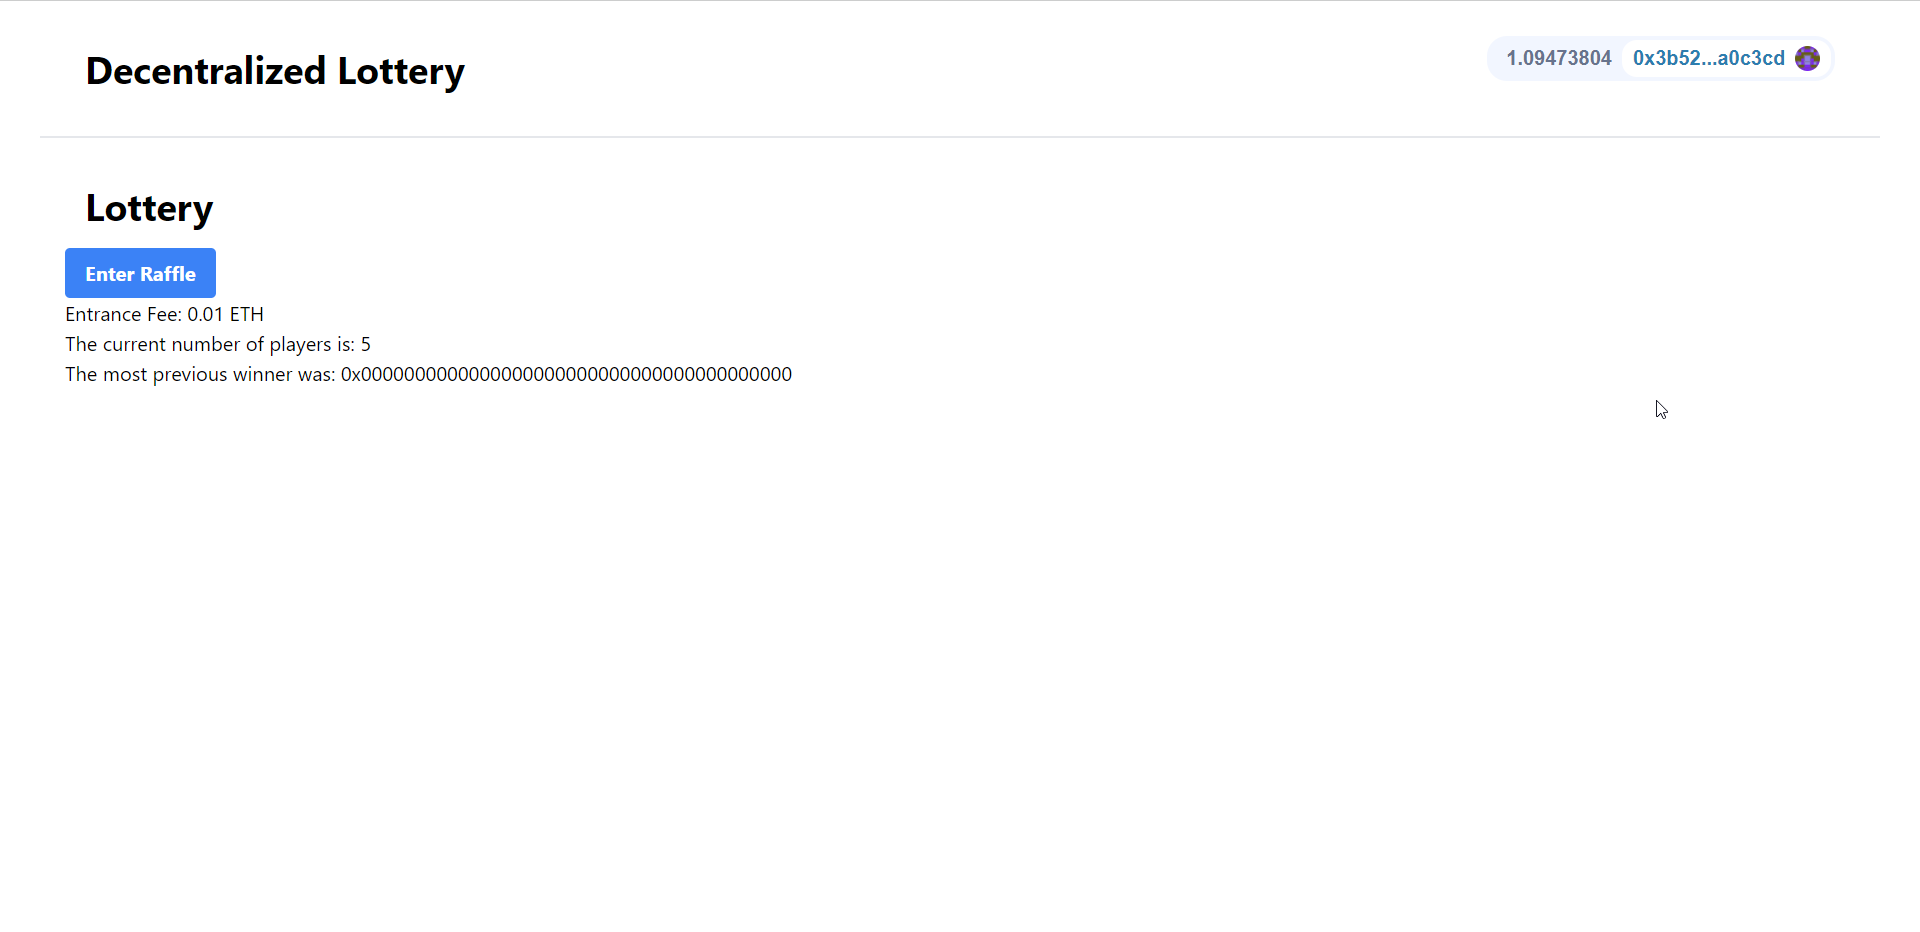 Decentralized Lottery
1.09473804 0x3b52...a0c3cd
Lottery
Enter Raffle
Entrance Fee: 0.01 ETH
The current number of players is: 5
The most previous winner was: 0x0000000000000000000000000000000000000000